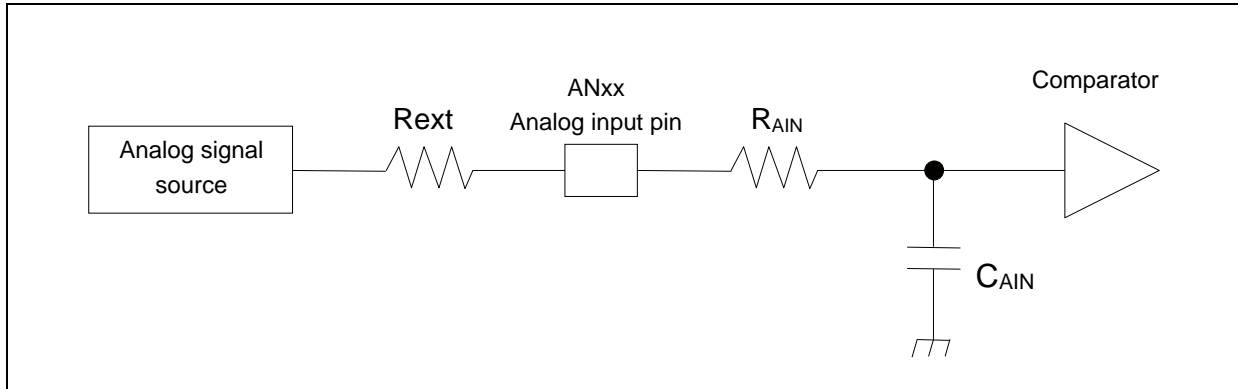 Comparator
ANxx
Analog input pin
Rext
RAIN
Analog signal
source
CAIN